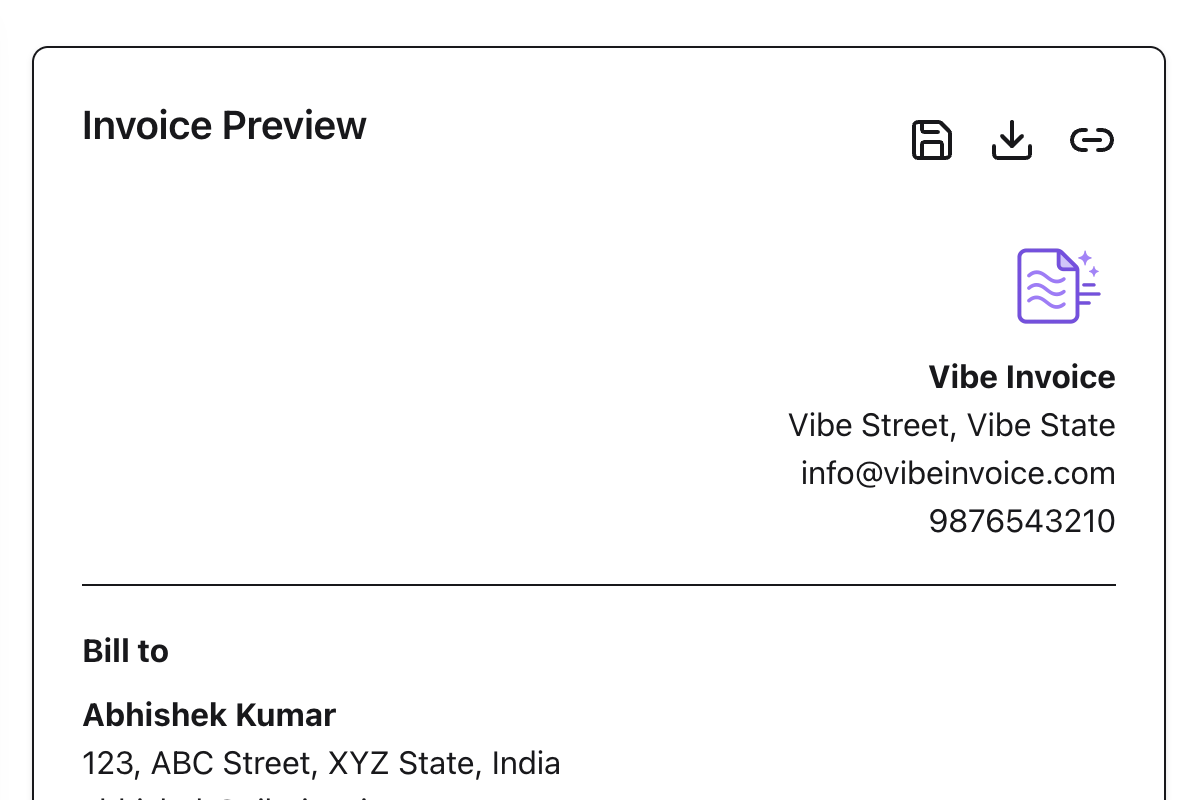 Invoice Preview
Vibe Invoice
Vibe Street, Vibe State
info@vibeinvoice.com
9876543210
Bill to
Abhishek Kumar
123, ABC Street, XYZ State, India